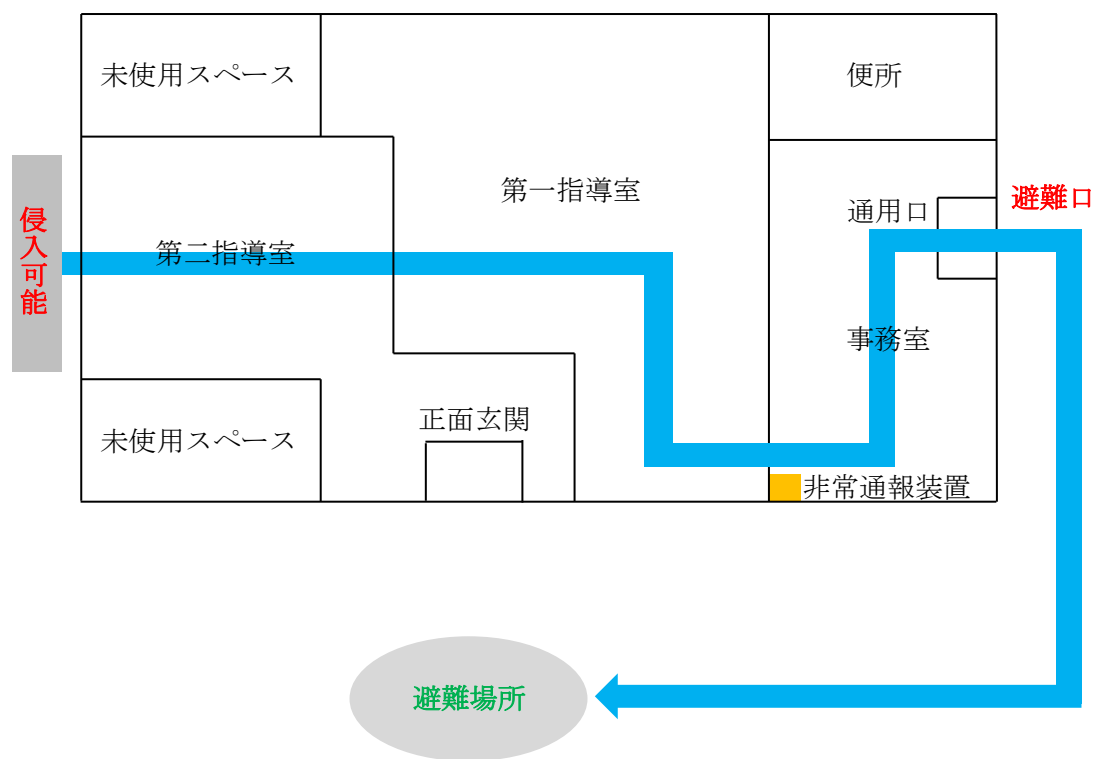 未使用スペース
便所
第一指導室
避難口
通用口
侵入可能
第二指導室
事務室
正面玄関
未使用スペース
非常通報装置
避難場所